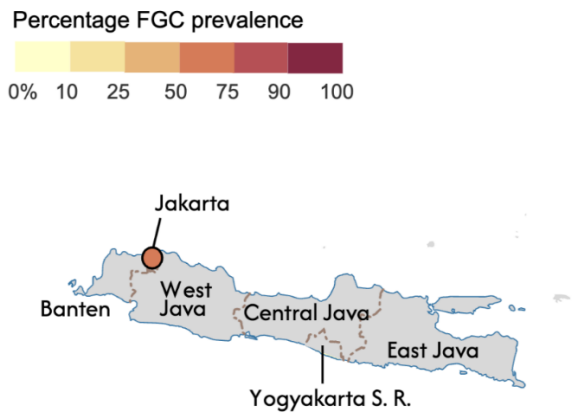 Percentage FGC prevalence
0% 10 25 50 75 90 100
Jakarta
West
Java
Banten
Central Java
East Java
Yogyakarta S. R.